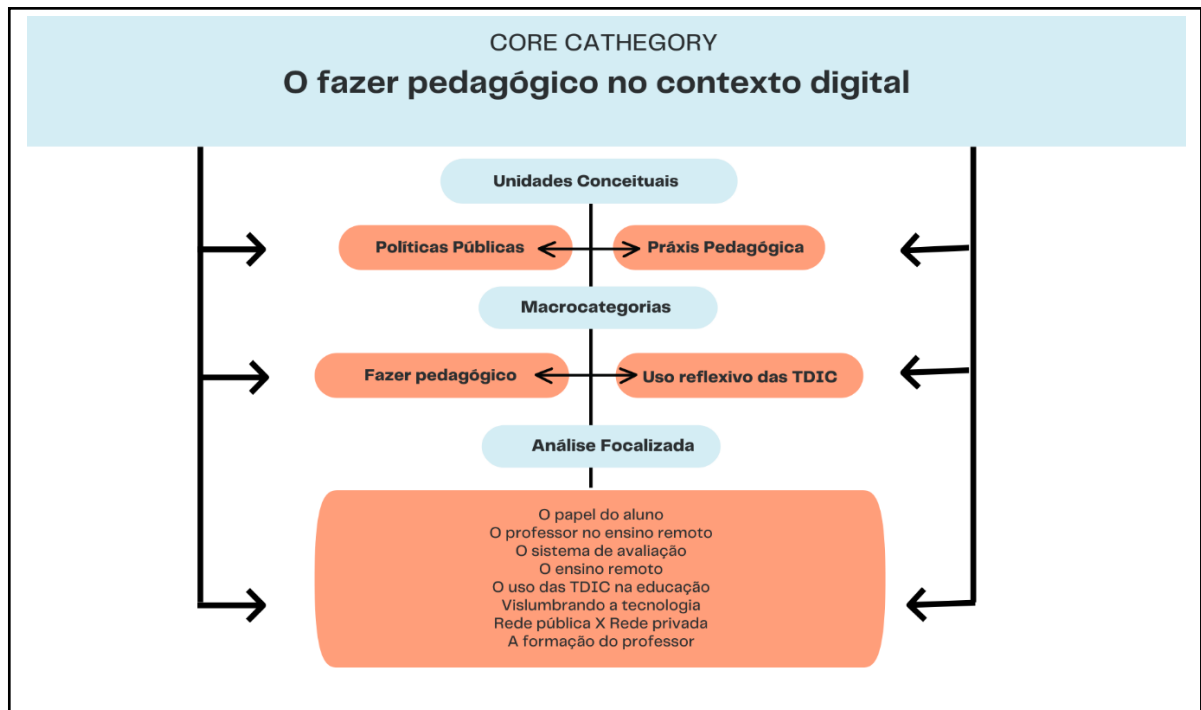 CORE CATHEGORY
O fazer pedagógico no contexto digital
Unidades Conceituais
Políticas Públicas
Práxis Pedagógica
Macrocategorias
Fazer pedagógico
Uso reflexivo das TDIC
Análise Focalizada
O papel do aluno
O professor no ensino remoto
O sistema de avaliação
O ensino remoto
O uso das TDIC na educação
Vislumbrando a tecnologia
Rede pública X Rede privada
A formação do professor